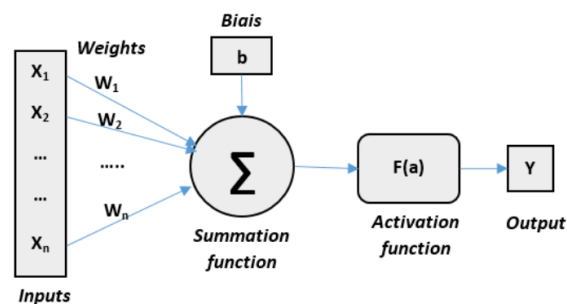 Biais
b
Weights
X1
X2
...
...
Xn
Inputs
W1
W2
.....
Wn
Σ
Summation
function
F(a)
Activation
function
Y
Output